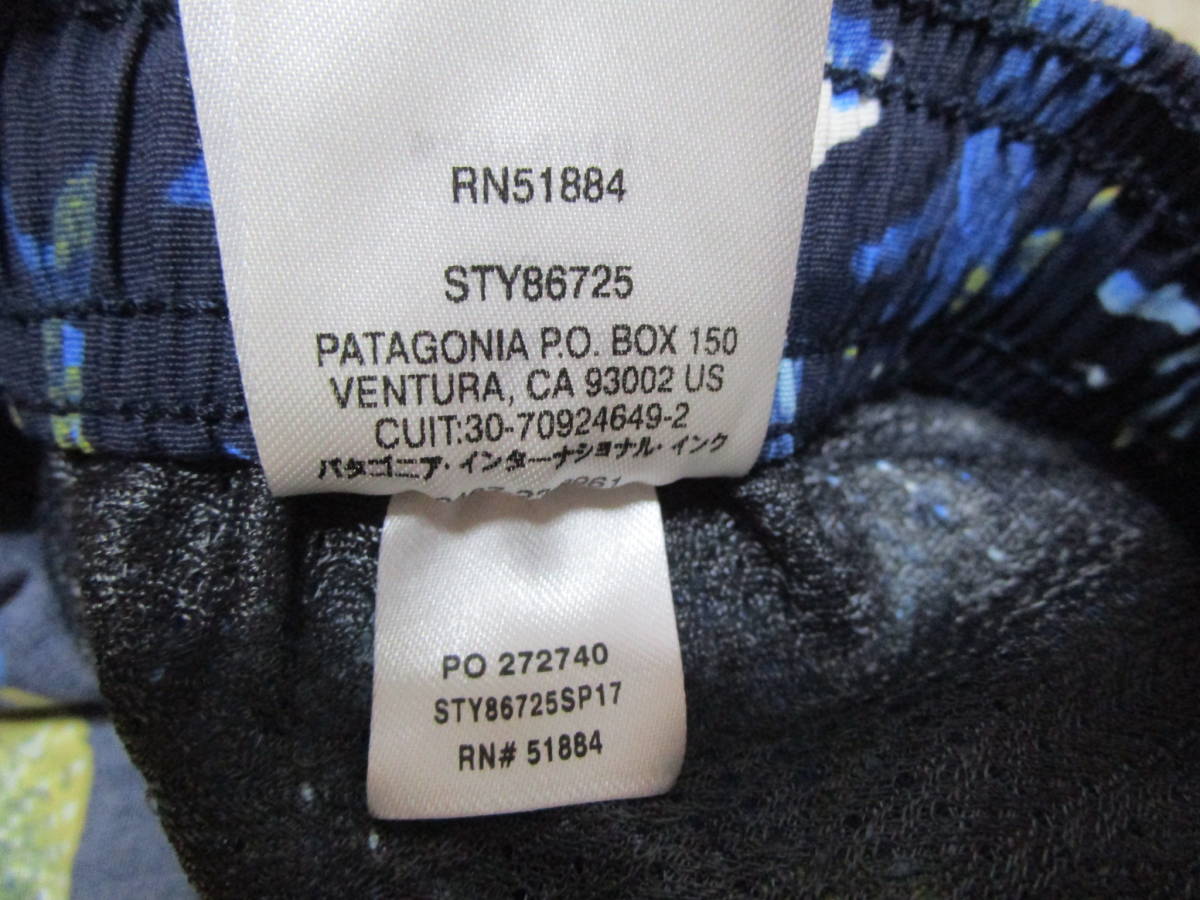 RN51884
STY86725
PATAGONIA P.O. BOX 150
VENTURA, CA 93002 US
CUIT:30-70924649-2
パタゴニア・インターナショナル・インク
PO 272740
STY86725SP17
RN# 51884